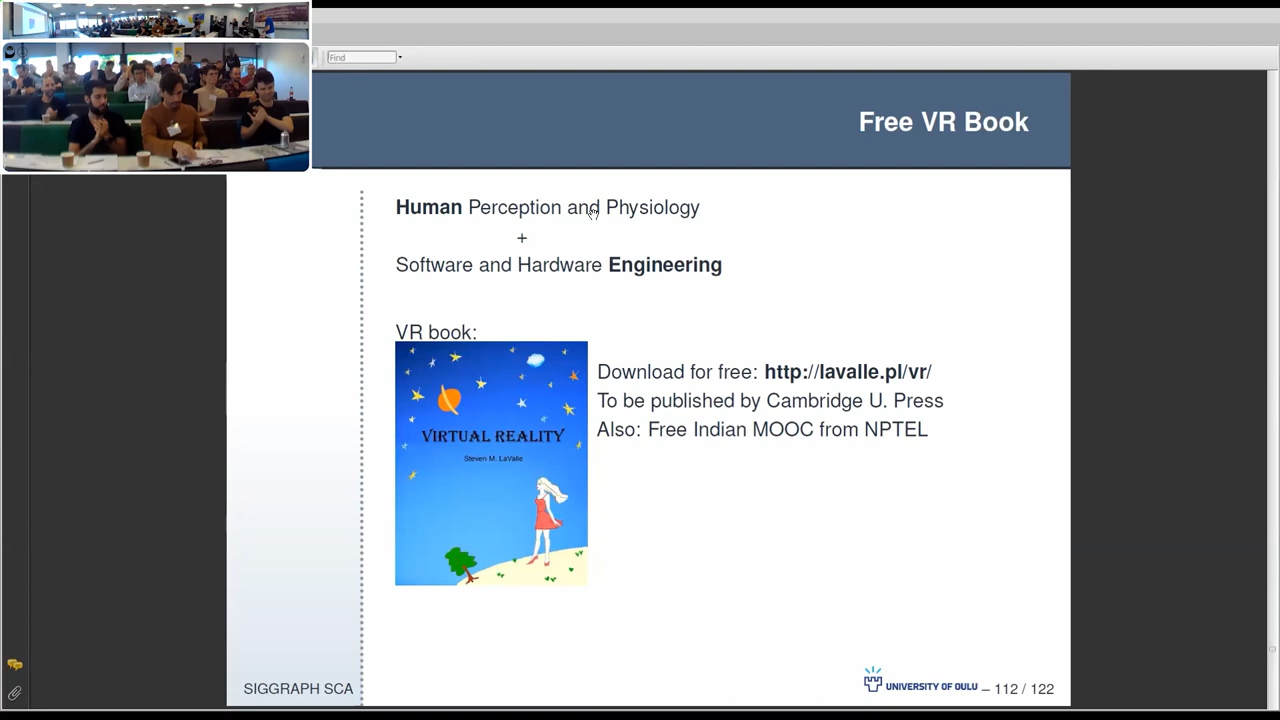 Find
Free VR Book
Human Perception and Physiology
+
Software and Hardware Engineering
VR book:
VIRTUAL REALITY
Steven M. LaValle
Download for free: http://lavalle.pl/vr/
To be published by Cambridge U. Press
Also: Free Indian MOOC from NPTEL
SIGGRAPH SCA
UNIVERSITY OF OULU – 112 / 122